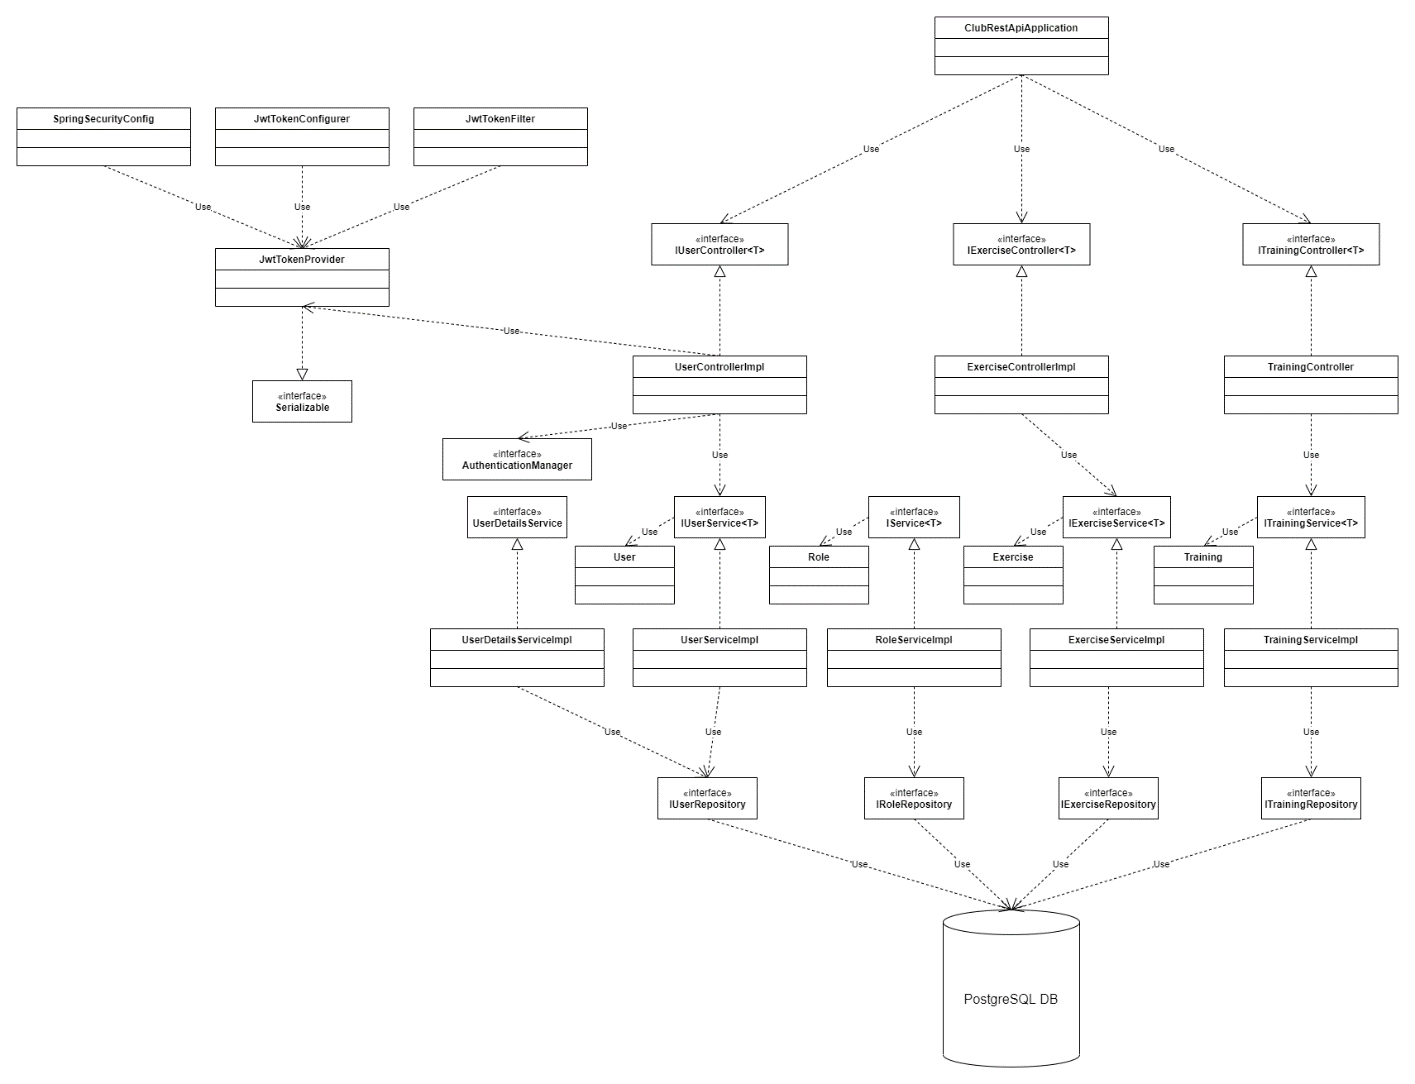 ClubRestApiApplication
SpringSecurityConfig
JwtTokenConfigurer
JwtTokenFilter
Use
Use
Use
Use
Use
Use
«interface»
IUserController<T>
«interface»
IExerciseController<T>
«interface»
ITrainingController<T>
JwtTokenProvider
Use
UserControllerImpl
ExerciseControllerImpl
TrainingController
«interface»
Serializable
Use
«interface»
AuthenticationManager
Use
Use
Use
«interface»
UserDetailsService
«interface»
IUserService<T>
«interface»
IService<T>
«interface»
IExerciseService<T>
«interface»
ITrainingService<T>
Use
Use
Use
Use
User
Role
Exercise
Training
UserDetailsServiceImpl
UserServiceImpl
RoleServiceImpl
ExerciseServiceImpl
TrainingServiceImpl
Use
Use
Use
Use
Use
«interface»
IUserRepository
«interface»
IRoleRepository
«interface»
IExerciseRepository
«interface»
ITrainingRepository
Use
Use
Use
Use
PostgreSQL DB